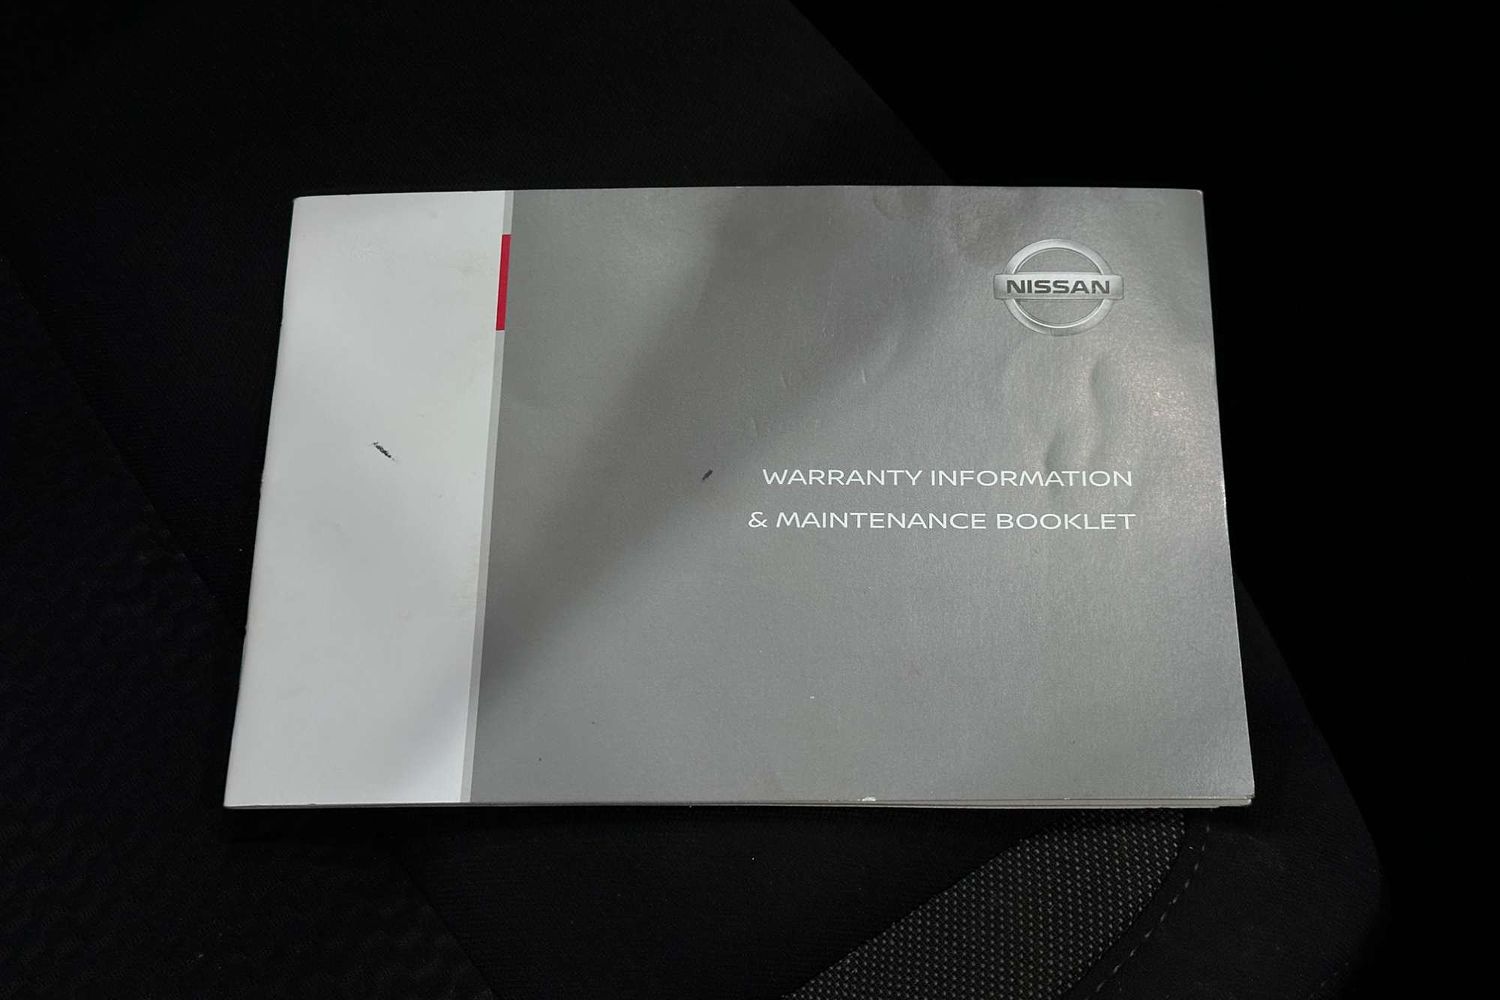 NISSAN
WARRANTY INFORMATION
& MAINTENANCE BOOKLET